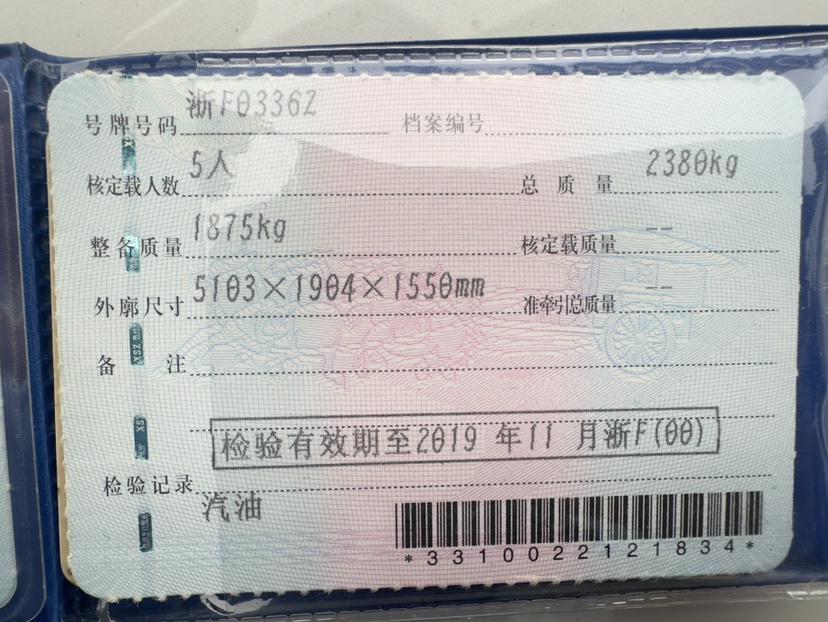 号牌号码 浙F0336Z 档案编号
核定载人数 5人 总质量 2380kg
整备质量 1875kg 核定载质量 --
外廓尺寸 5103×1904×1550mm 准牵引总质量 --
备注
检验有效期至2019年11月浙F(00)
检验记录
汽油
*3310022121834*